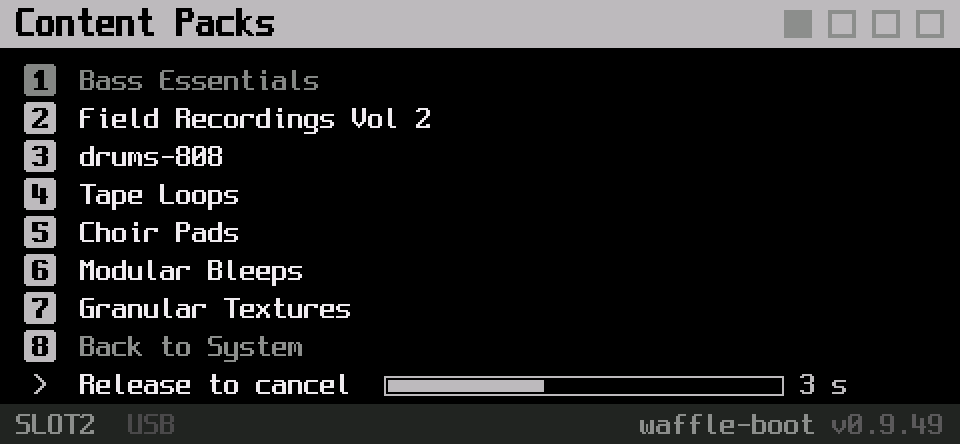 Content Packs
1 Bass Essentials
2 Field Recordings Vol 2
3 drums-808
4 Tape Loops
5 Choir Pads
6 Modular Bleeps
7 Granular Textures
8 Back to System
> Release to cancel 3 s
SLOT2 USB waffle-boot v0.9.49